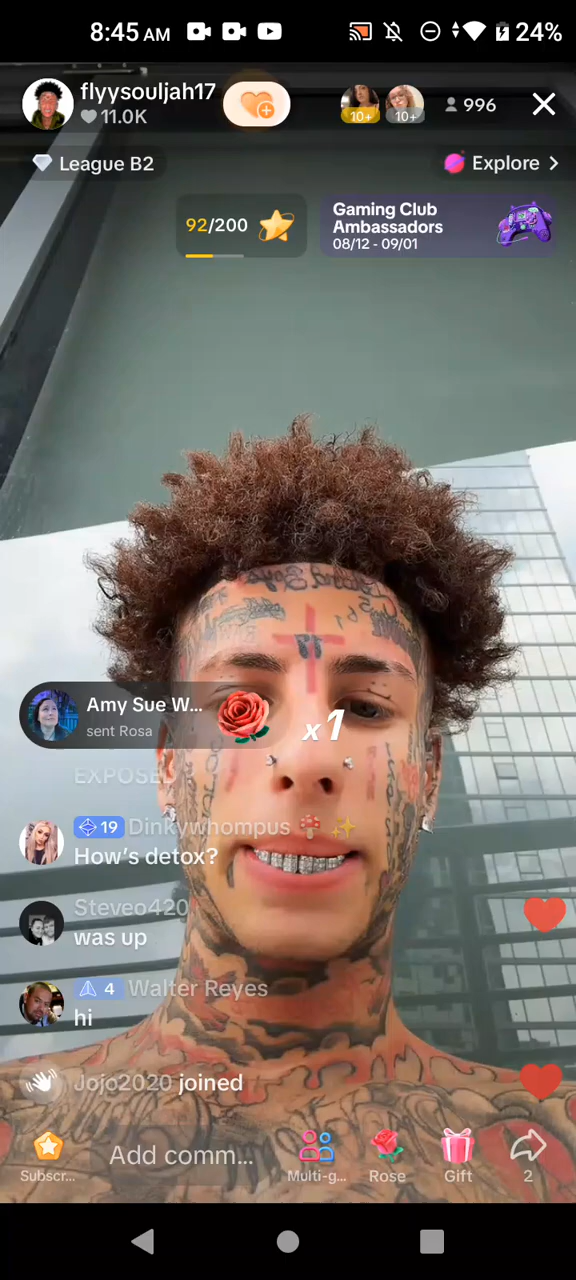 8:45 AM
24%
flyysouljah17
11.0K
10+
10+
996
League B2
Explore >
92/200
Gaming Club
Ambassadors
08/12 - 09/01
Amy Sue W...
sent Rosa
x1
EXPOSED
19 Dinkywhompus
How's detox?
Steveo420
was up
4 Walter Reyes
hi
Jojo2020 joined
Add comm...
Subscr...
Multi-g...
Rose
Gift
2